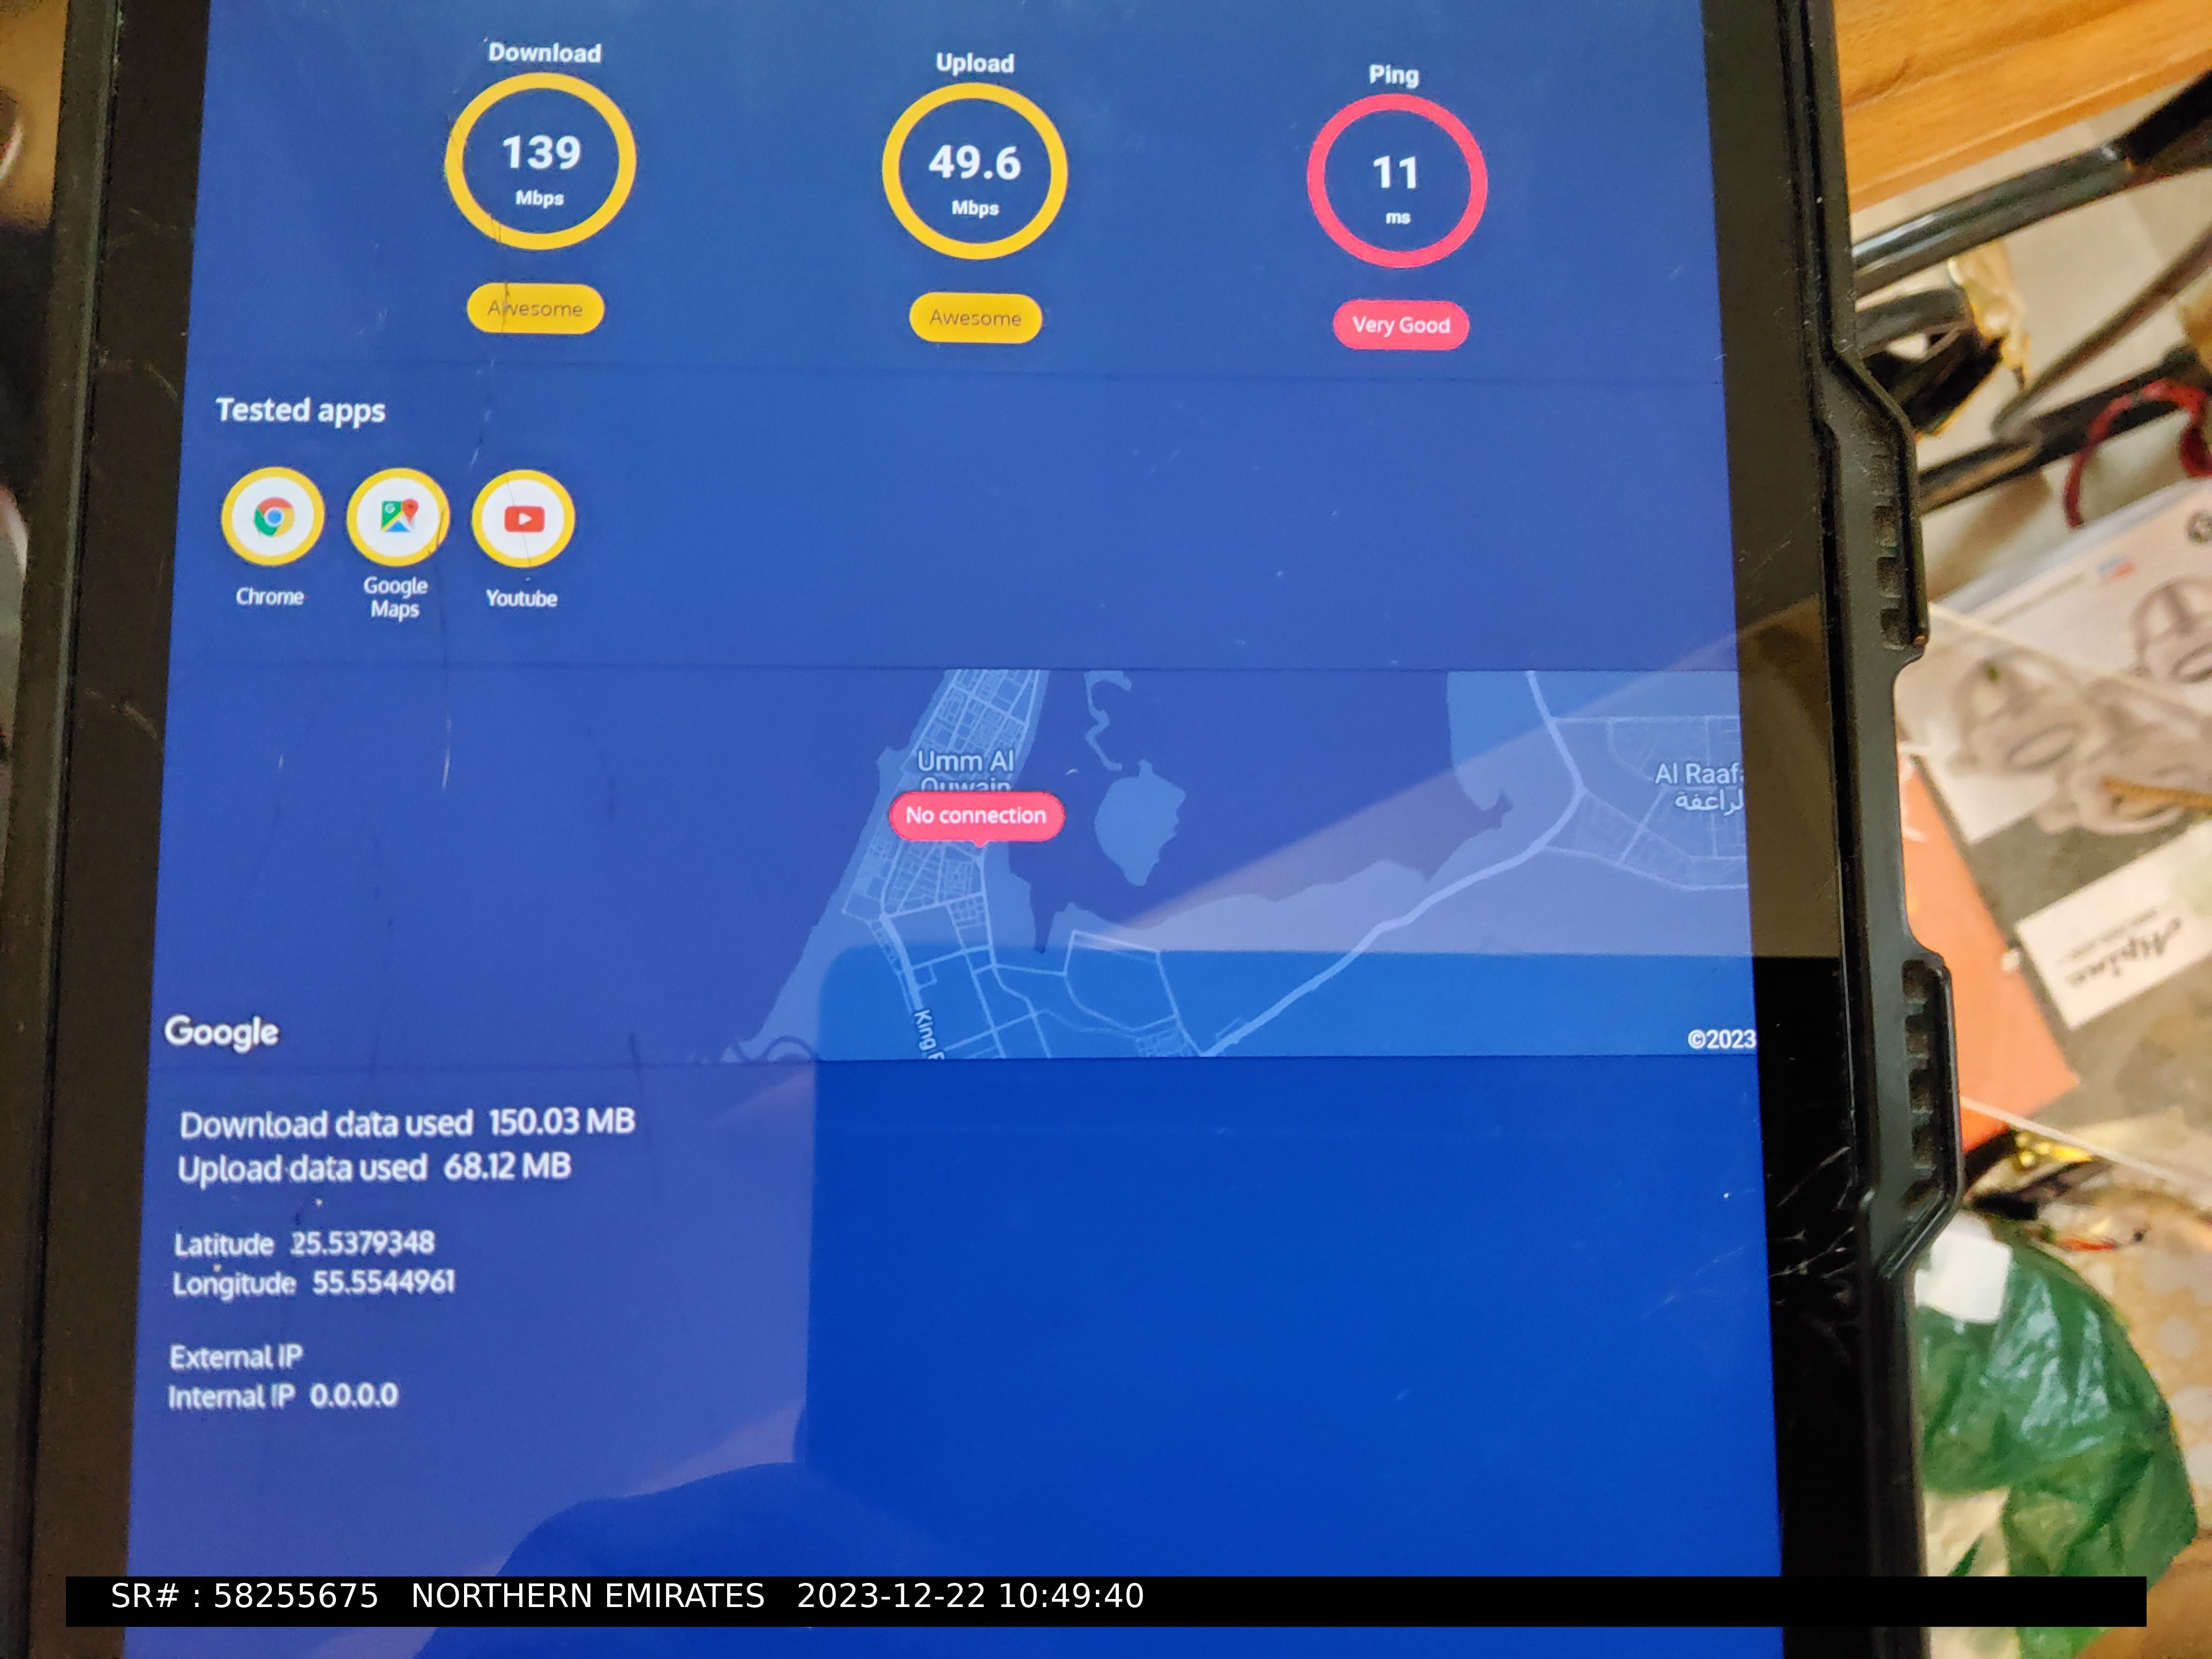 Download
Upload
Ping
139
Mbps
49.6
Mbps
11
ms
Awesome
Awesome
Very Good
Tested apps
Chrome
Google
Maps
Youtube
Umm Al
Quwain
No connection
Al Raafa
الراعفة
King F
Google
©2023
Download data used 150.03 MB
Upload data used 68.12 MB
Latitude 25.5379348
Longitude 55.5544961
External IP
Internal IP 0.0.0.0
Alpine
SR# : 58255675 NORTHERN EMIRATES 2023-12-22 10:49:40